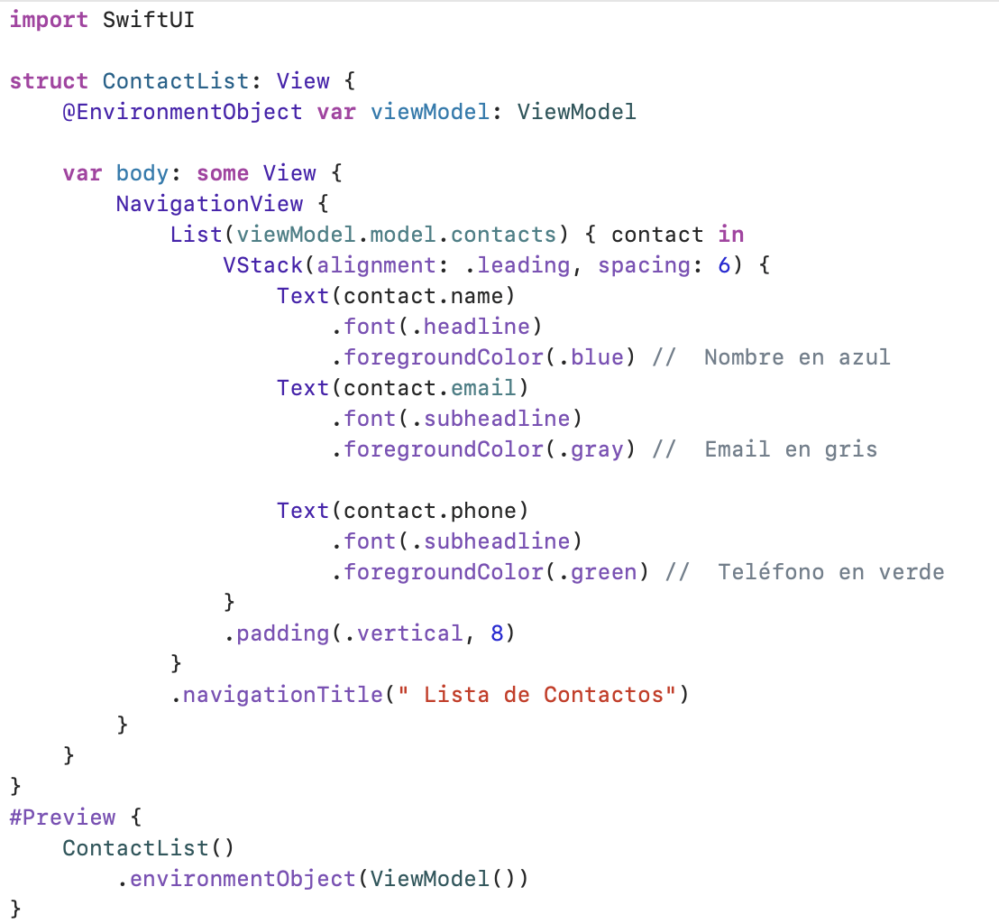 import SwiftUI
struct ContactList: View {
    @EnvironmentObject var viewModel: ViewModel
    var body: some View {
        NavigationView {
            List(viewModel.model.contacts) { contact in
                VStack(alignment: .leading, spacing: 6) {
                    Text(contact.name)
                        .font(.headline)
                        .foregroundColor(.blue) //  Nombre en azul
                    Text(contact.email)
                        .font(.subheadline)
                        .foregroundColor(.gray) //  Email en gris
                    Text(contact.phone)
                        .font(.subheadline)
                        .foregroundColor(.green) //  Teléfono en verde
                }
                .padding(.vertical, 8)
            }
            .navigationTitle(" Lista de Contactos")
        }
    }
}
#Preview {
    ContactList()
        .environmentObject(ViewModel())
}